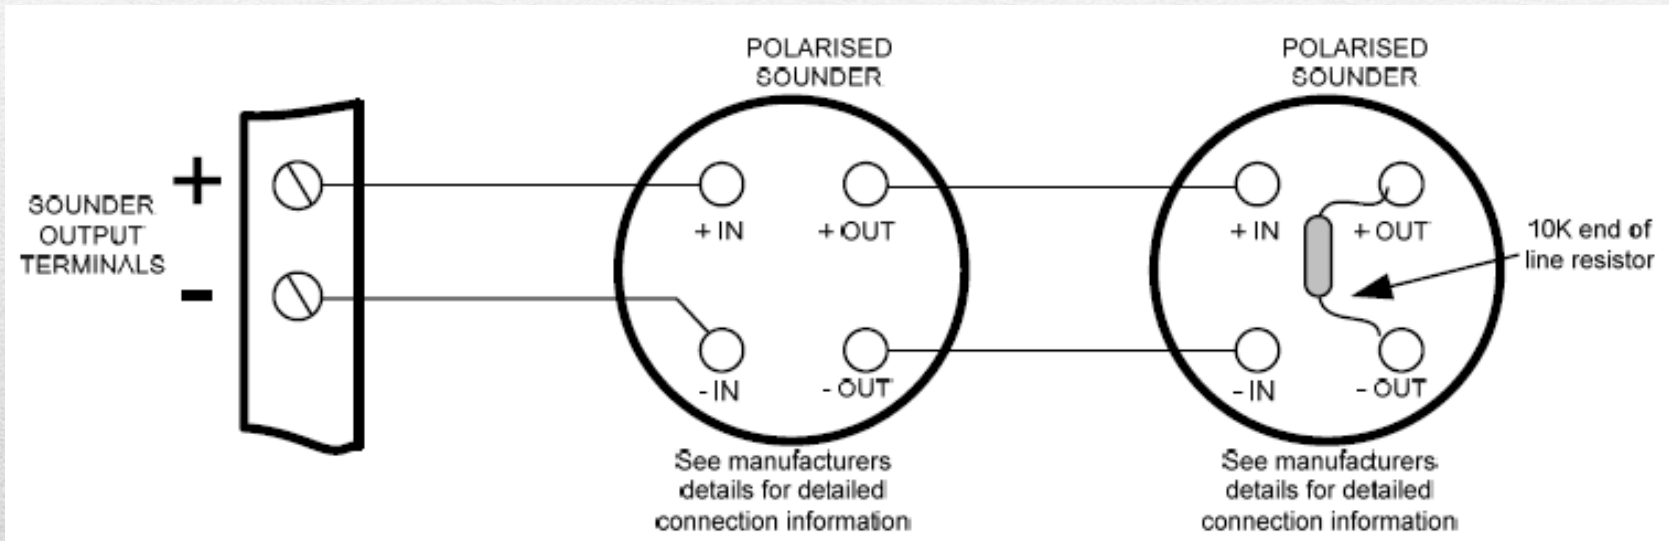 POLARISED
SOUNDER
POLARISED
SOUNDER
+
SOUNDER
OUTPUT
TERMINALS
-
+ IN
+ OUT
+ IN
+ OUT
10K end of
line resistor
- IN
- OUT
- IN
- OUT
See manufacturers
details for detailed
connection information
See manufacturers
details for detailed
connection information